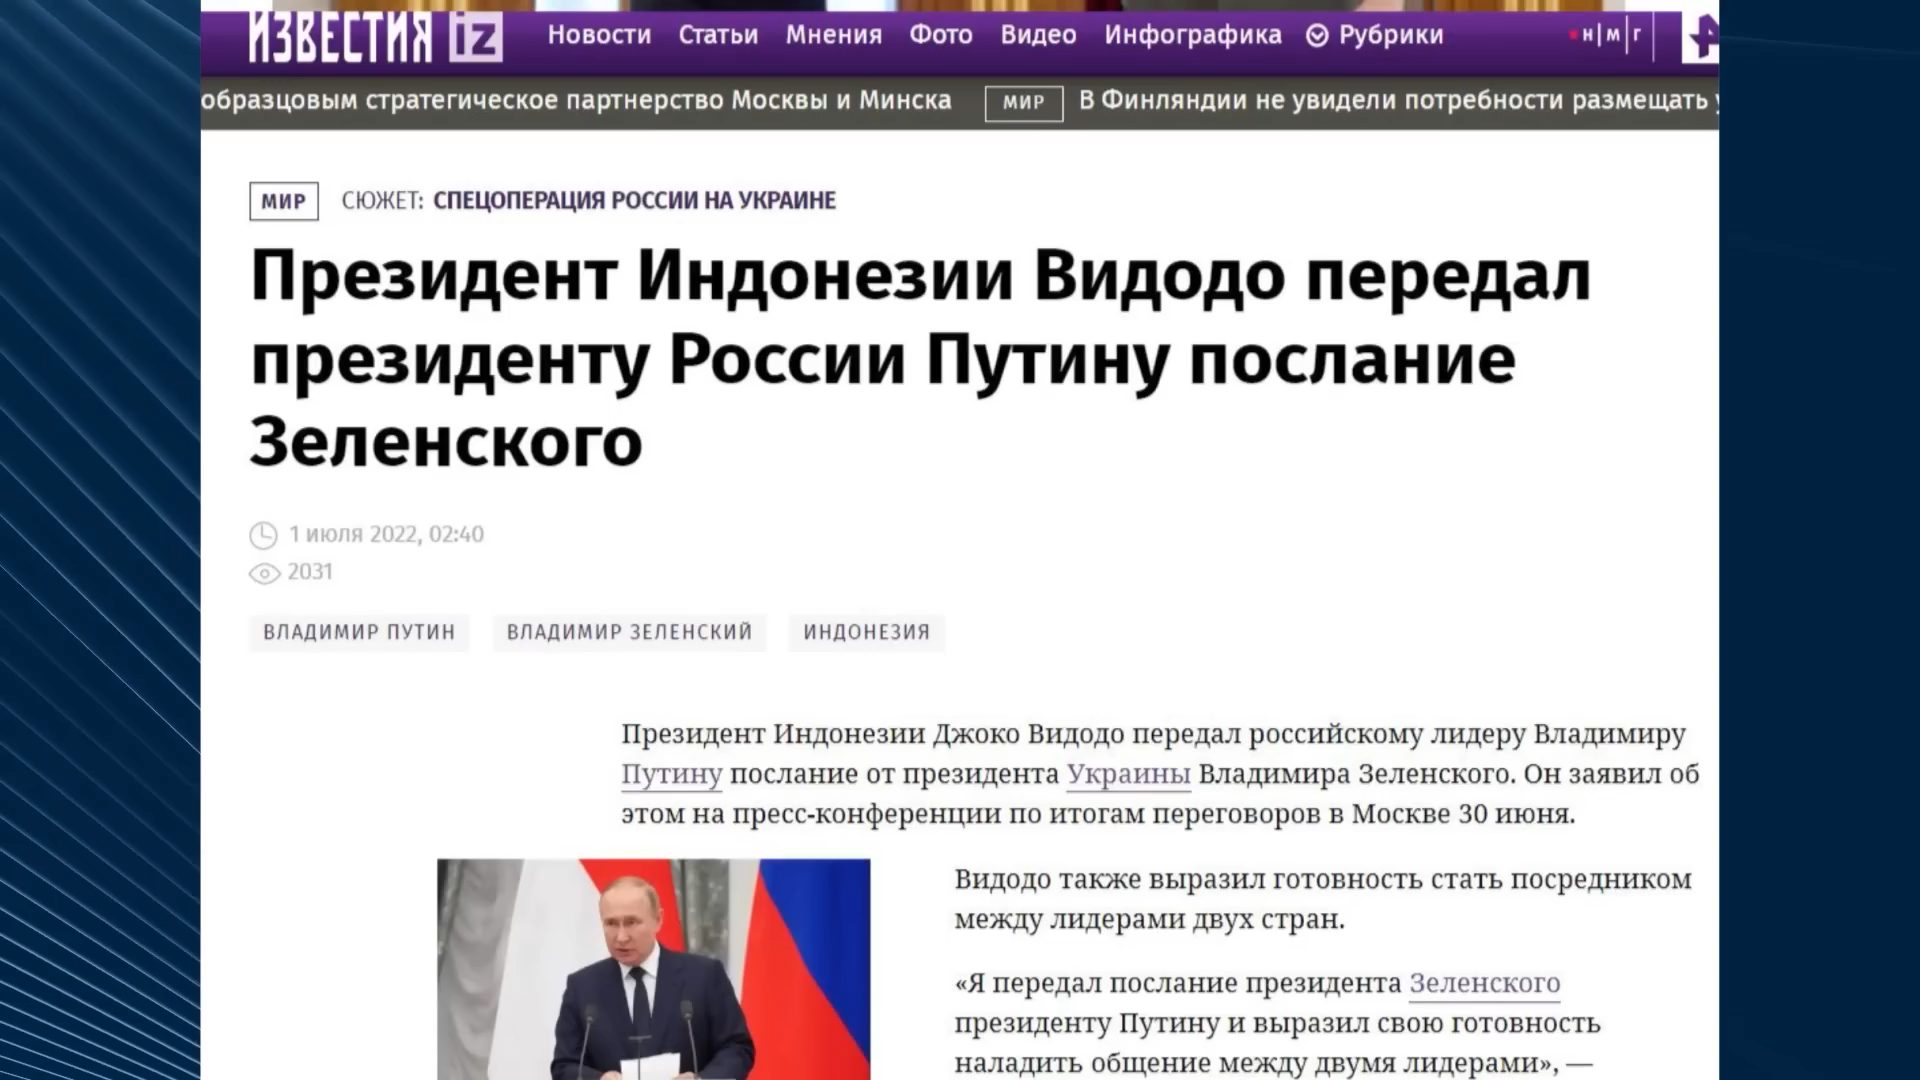 ИЗВЕСТИЯ iz Новости Статьи Мнения Фото Видео Инфографика Рубрики н|м|г
образцовым стратегическое партнерство Москвы и Минска МИР В Финляндии не увидели потребности размещать
МИР СЮЖЕТ: СПЕЦОПЕРАЦИЯ РОССИИ НА УКРАИНЕ
Президент Индонезии Видодо передал
президенту России Путину послание
Зеленского
1 июля 2022, 02:40
2031
ВЛАДИМИР ПУТИН ВЛАДИМИР ЗЕЛЕНСКИЙ ИНДОНЕЗИЯ
Президент Индонезии Джоко Видодо передал российскому лидеру Владимиру
Путину послание от президента Украины Владимира Зеленского. Он заявил об
этом на пресс-конференции по итогам переговоров в Москве 30 июня.
Видодо также выразил готовность стать посредником
между лидерами двух стран.
«Я передал послание президента Зеленского
президенту Путину и выразил свою готовность
наладить общение между двумя лидерами», —